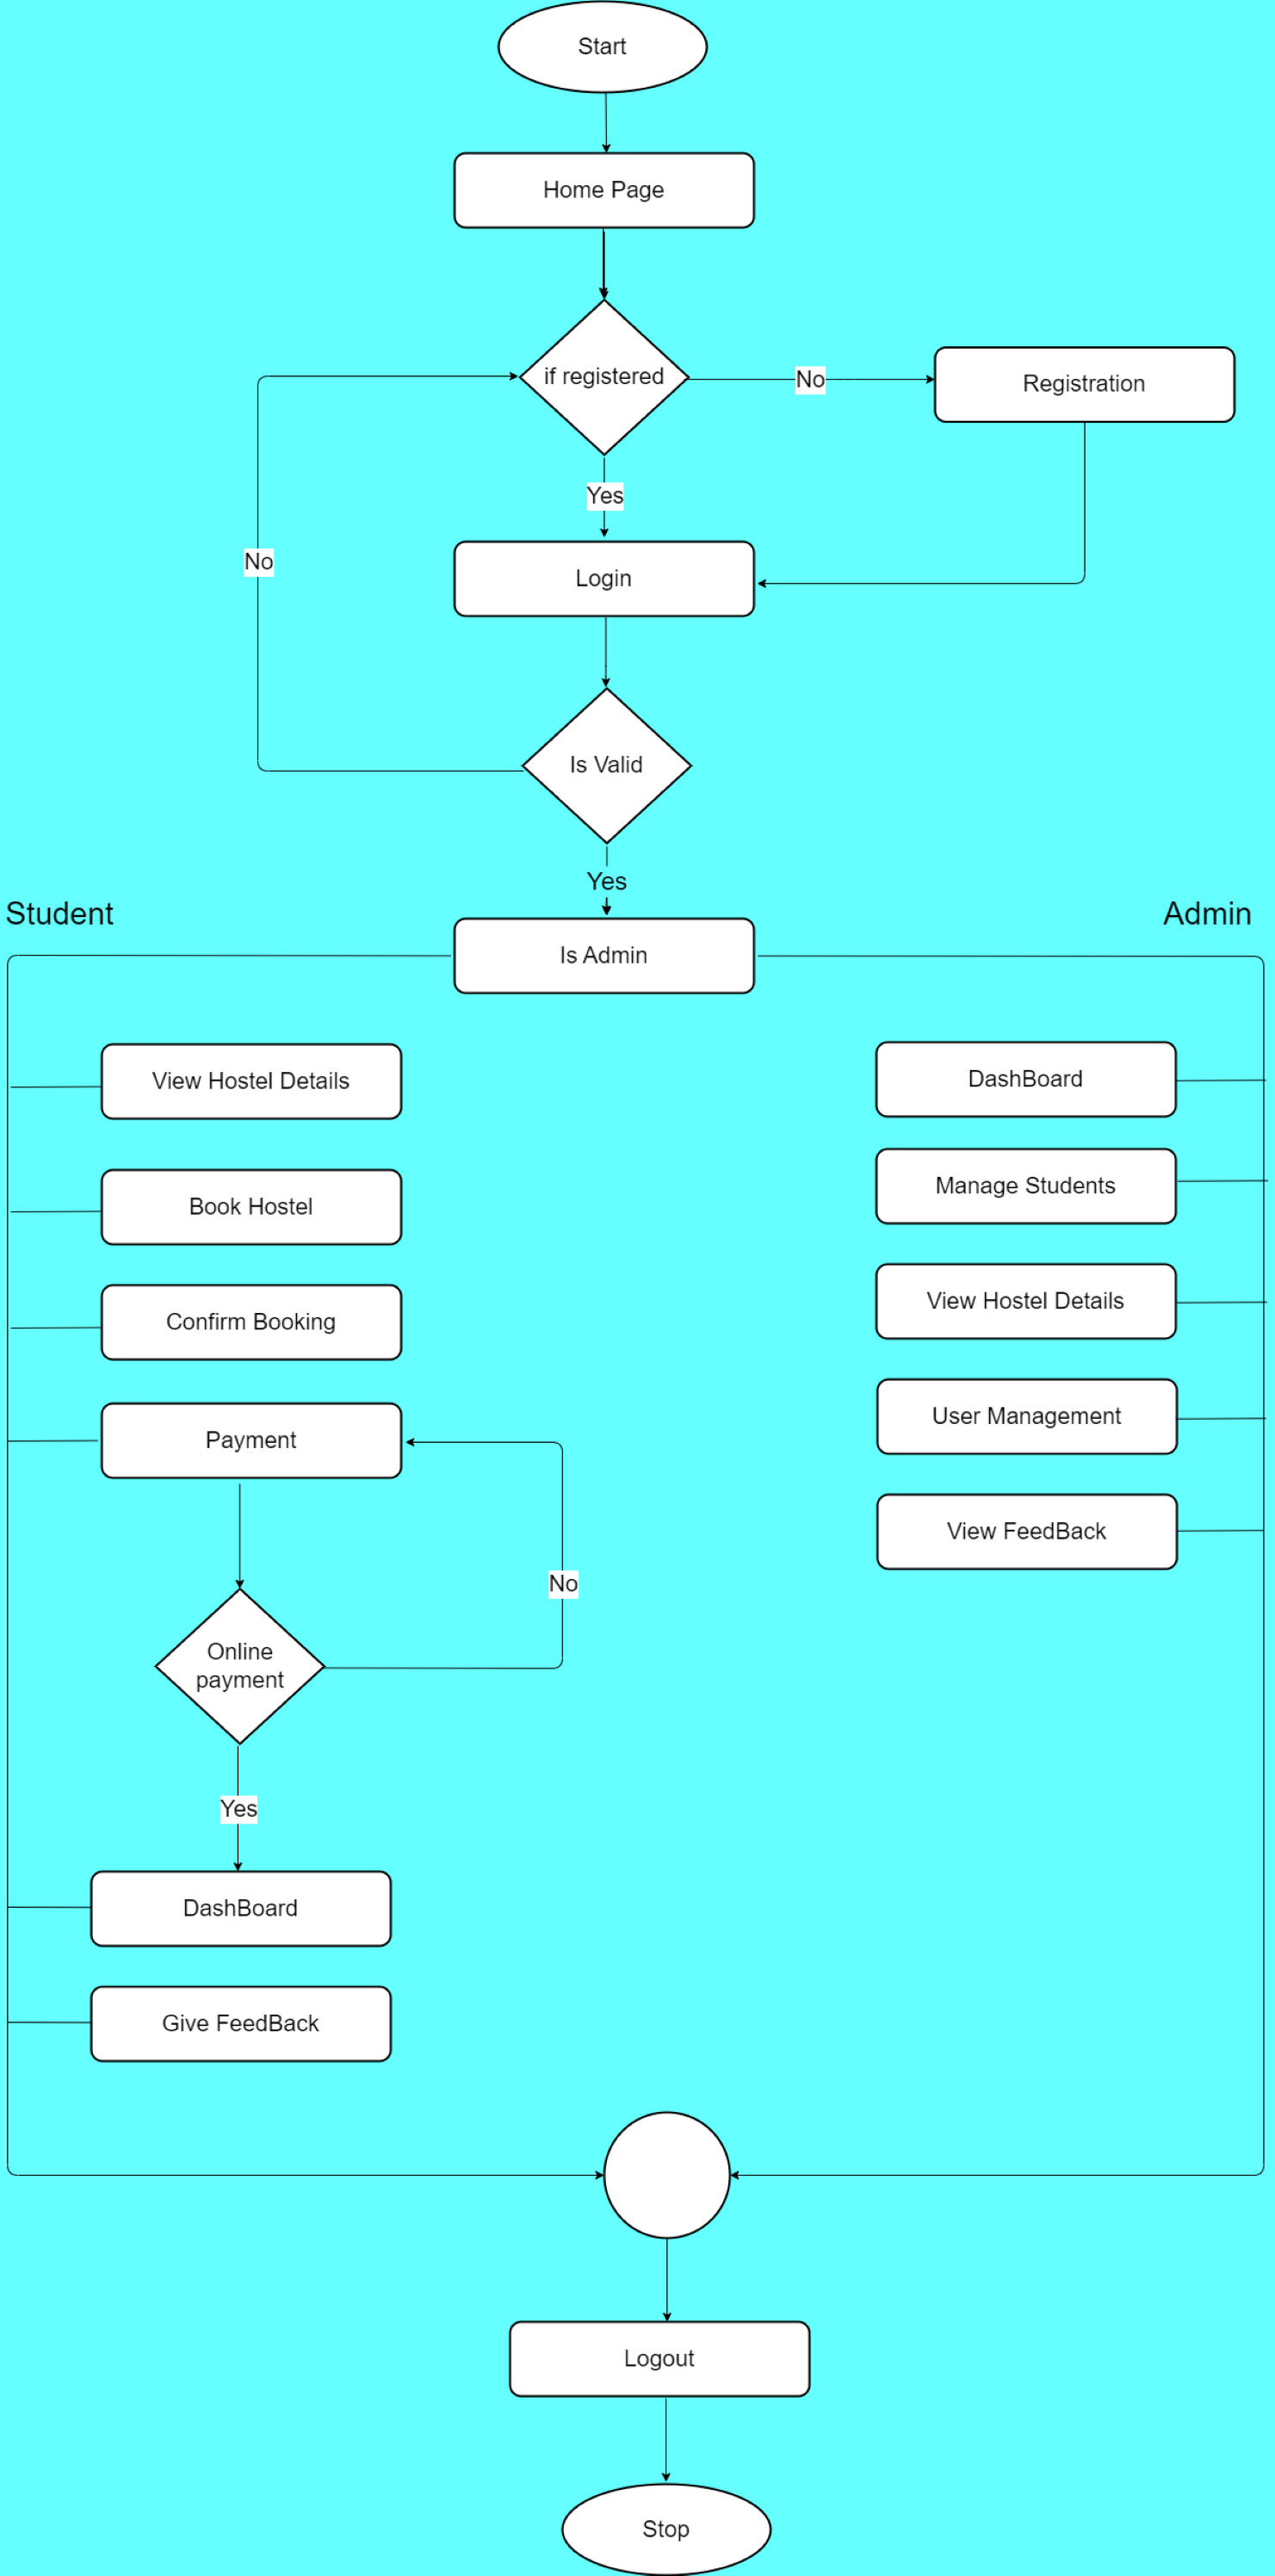 Start
Home Page
if registered
No
Registration
Yes
Login
No
Is Valid
Yes
Student
Admin
Is Admin
View Hostel Details
Book Hostel
Confirm Booking
Payment
No
Online
payment
Yes
DashBoard
Give FeedBack
DashBoard
Manage Students
View Hostel Details
User Management
View FeedBack
Logout
Stop